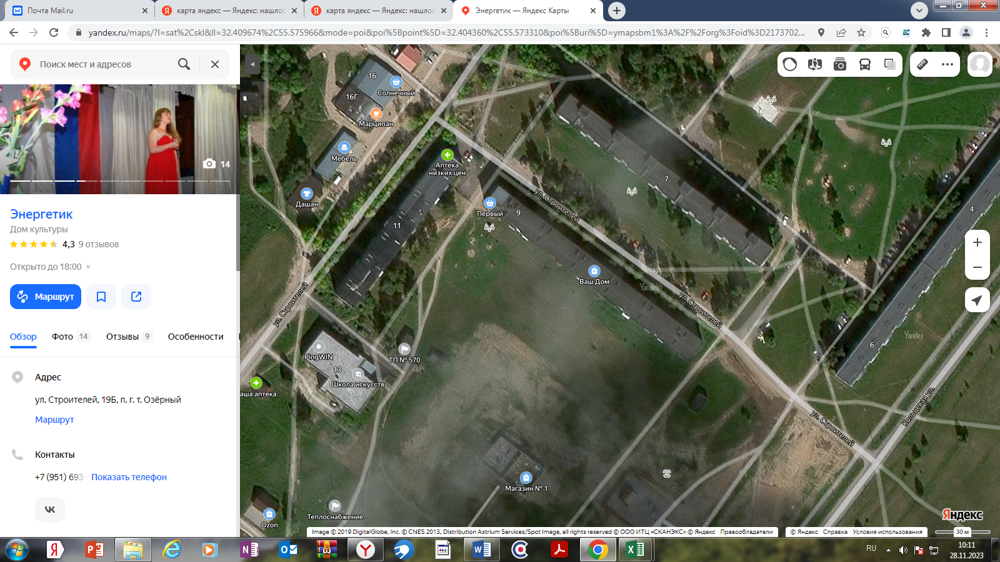 Почта Mail.ru
карта яндекс — Яндекс: нашлос
карта яндекс — Яндекс: нашлос
Энергетик — Яндекс Карты
yandex.ru/maps/?l=sat%2Cskl&ll=32.409674%2C55.575966&mode=poi&poi%5Bpoint%5D=32.404360%2C55.573310&poi%5Buri%5D=ymapsbm1%3A%2F%2Forg%3Foid%3D2173702...
Поиск мест и адресов
14
Энергетик
Дом культуры
4,3 9 отзывов
Открыто до 18:00
Маршрут
Обзор
Фото 14
Отзывы 9
Особенности
Адрес
ул. Строителей, 19Б, п. г. т. Озёрный
Маршрут
Контакты
+7 (951) 693
Показать телефон
16
Солнечный
16Г
Марципан
Мебель
Аптека
низких цен
Дашан
Первый
9
11
7
4
6
ул. Строителей
Ваш Дом
Yandex
ул. Строителей
ул. Строителей
Yandex
PingWIN
ТП № 570
13
Школа искусств
аша аптека
Кольцевая ул.
ул. Строителей
Магазин № 1
Теплоснабжение
Ozon
Яндекс
Image © 2019 DigitalGlobe, Inc. © CNES 2013, Distribution Astrium Services/Spot Image, all rights reserved © ООО ИТЦ «СКАНЭКС» © Яндекс Правообладатели
© Яндекс Справка Условия использования
30 м
RU
10:11
28.11.2023